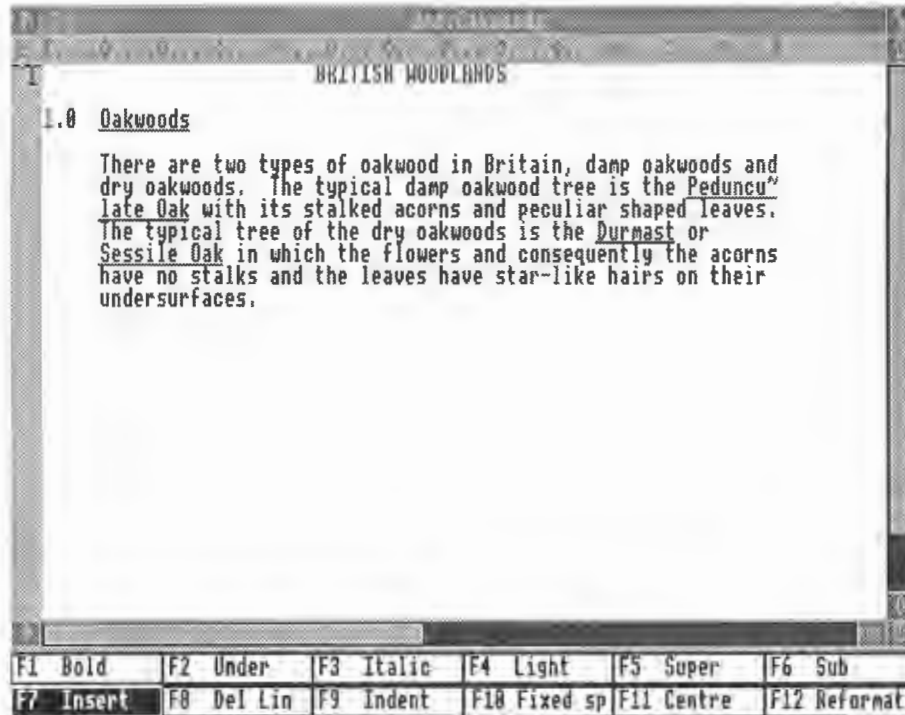 BRITISH WOODLANDS
1.0 Oakwoods
There are two types of oakwood in Britain, damp oakwoods and
dry oakwoods. The typical damp oakwood tree is the Peduncu~
late Oak with its stalked acorns and peculiar shaped leaves.
The typical tree of the dry oakwoods is the Durmast or
Sessile Oak in which the flowers and consequently the acorns
have no stalks and the leaves have star-like hairs on their
undersurfaces.
F1 Bold F2 Under F3 Italic F4 Light F5 Super F6 Sub
F7 Insert F8 Del Lin F9 Indent F10 Fixed sp F11 Centre F12 Reformat